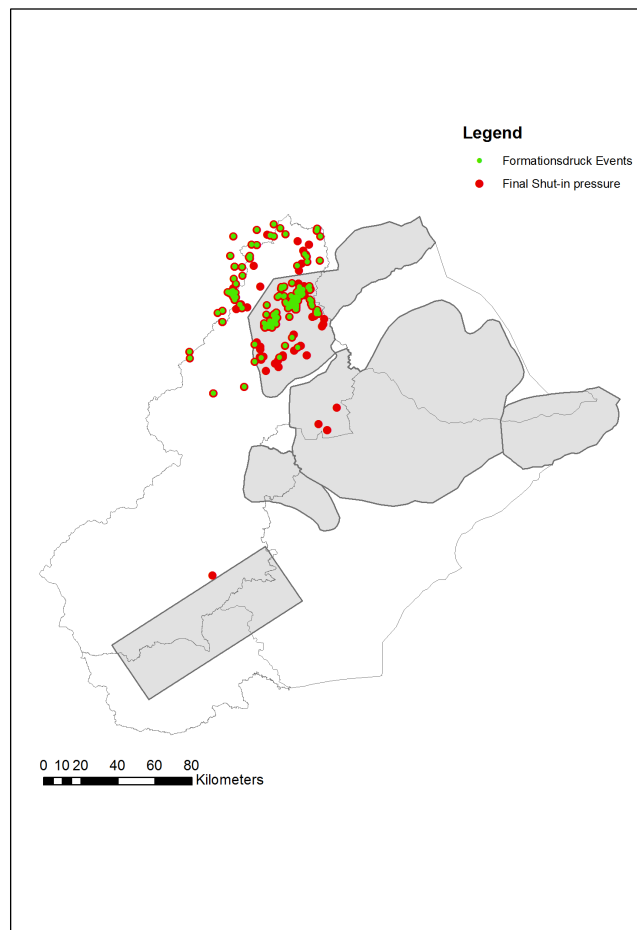 Legend
Formationsdruck Events
Final Shut-in pressure
0 10 20 40 60 80
Kilometers